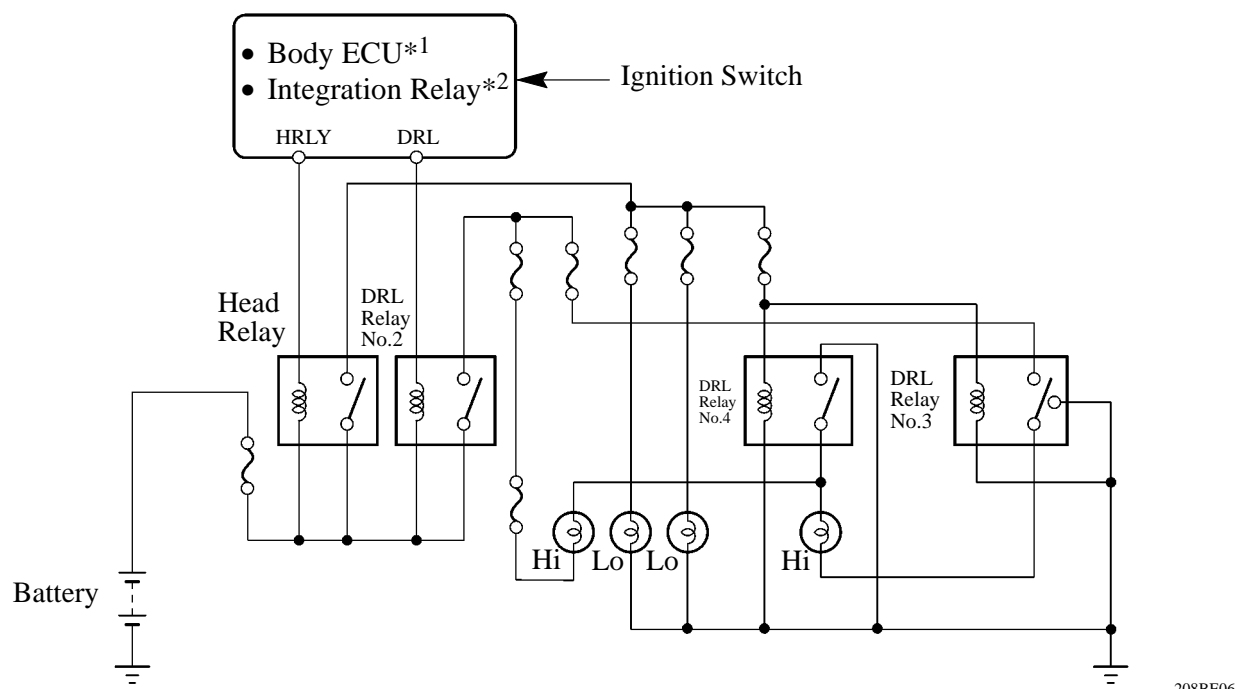 • Body ECU*1
• Integration Relay*2
Ignition Switch
HRLY
DRL
Head
Relay
DRL
Relay
No.2
DRL
Relay
No.4
DRL
Relay
No.3
Hi
Lo
Lo
Hi
Battery